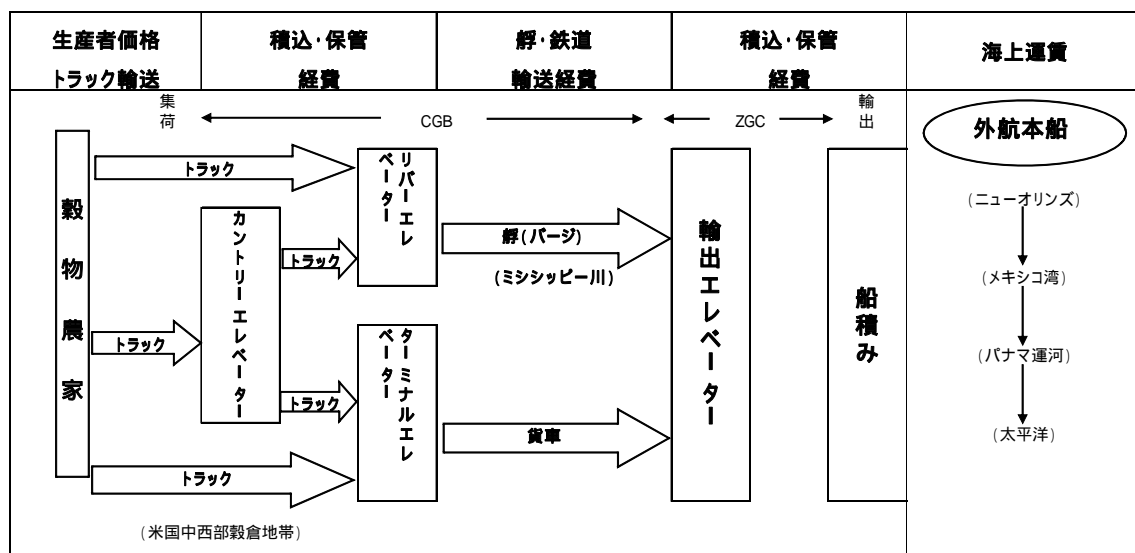 生産者価格
トラック輸送
積込・保管
経費
艀・鉄道
輸送経費
積込・保管
経費
海上運賃
集荷
CGB
ZGC
輸出
外航本船
トラック
リバーエレベーター
穀物農家
カントリーエレベーター
トラック
艀(バージ)
(ミシシッピー川)
輸出エレベーター
船積み
(ニューオリンズ)
(メキシコ湾)
(パナマ運河)
(太平洋)
トラック
ターミナルエレベーター
トラック
貨車
トラック
(米国中西部穀倉地帯)